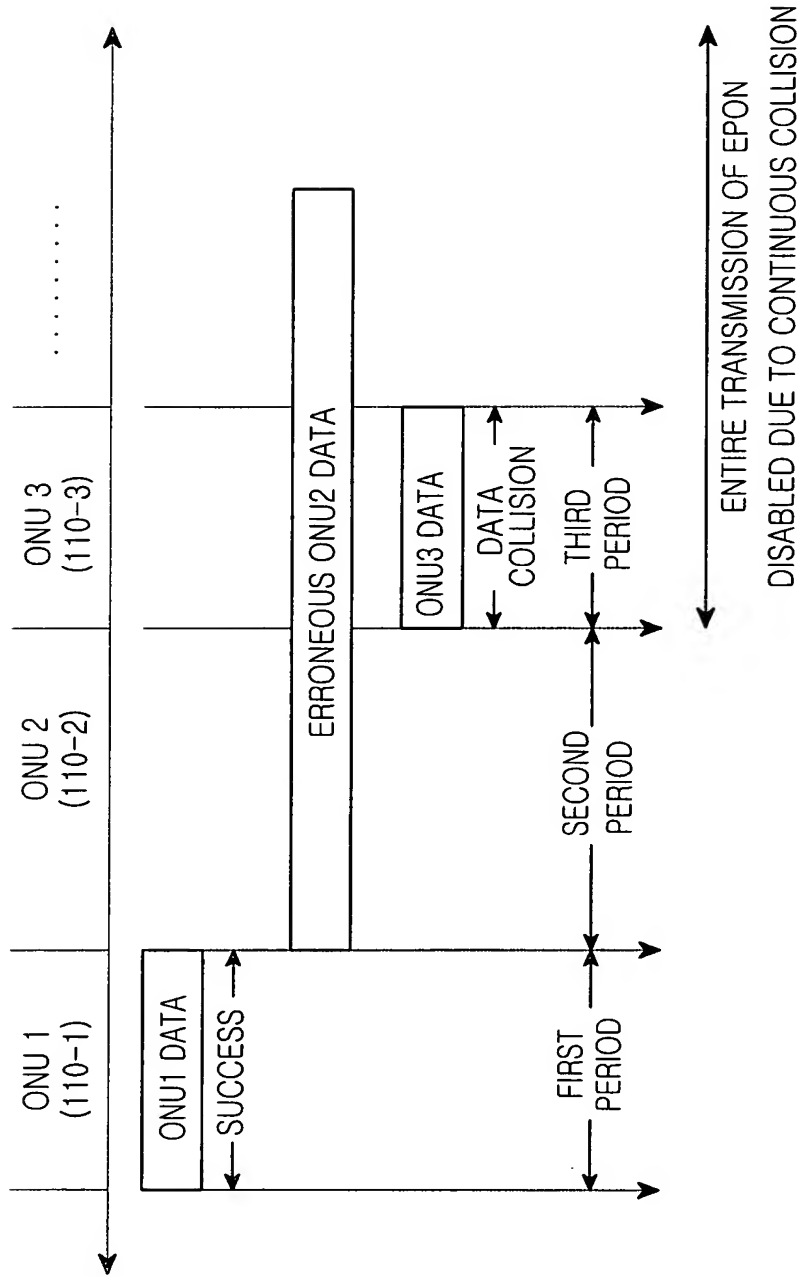 ONU 1
(110-1)
ONU 2
(110-2)
ONU 3
(110-3)
.........
ONU1 DATA
SUCCESS
ERRONEOUS ONU2 DATA
ONU3 DATA
DATA
COLLISION
FIRST
PERIOD
SECOND
PERIOD
THIRD
PERIOD
ENTIRE TRANSMISSION OF EPON
DISABLED DUE TO CONTINUOUS COLLISION